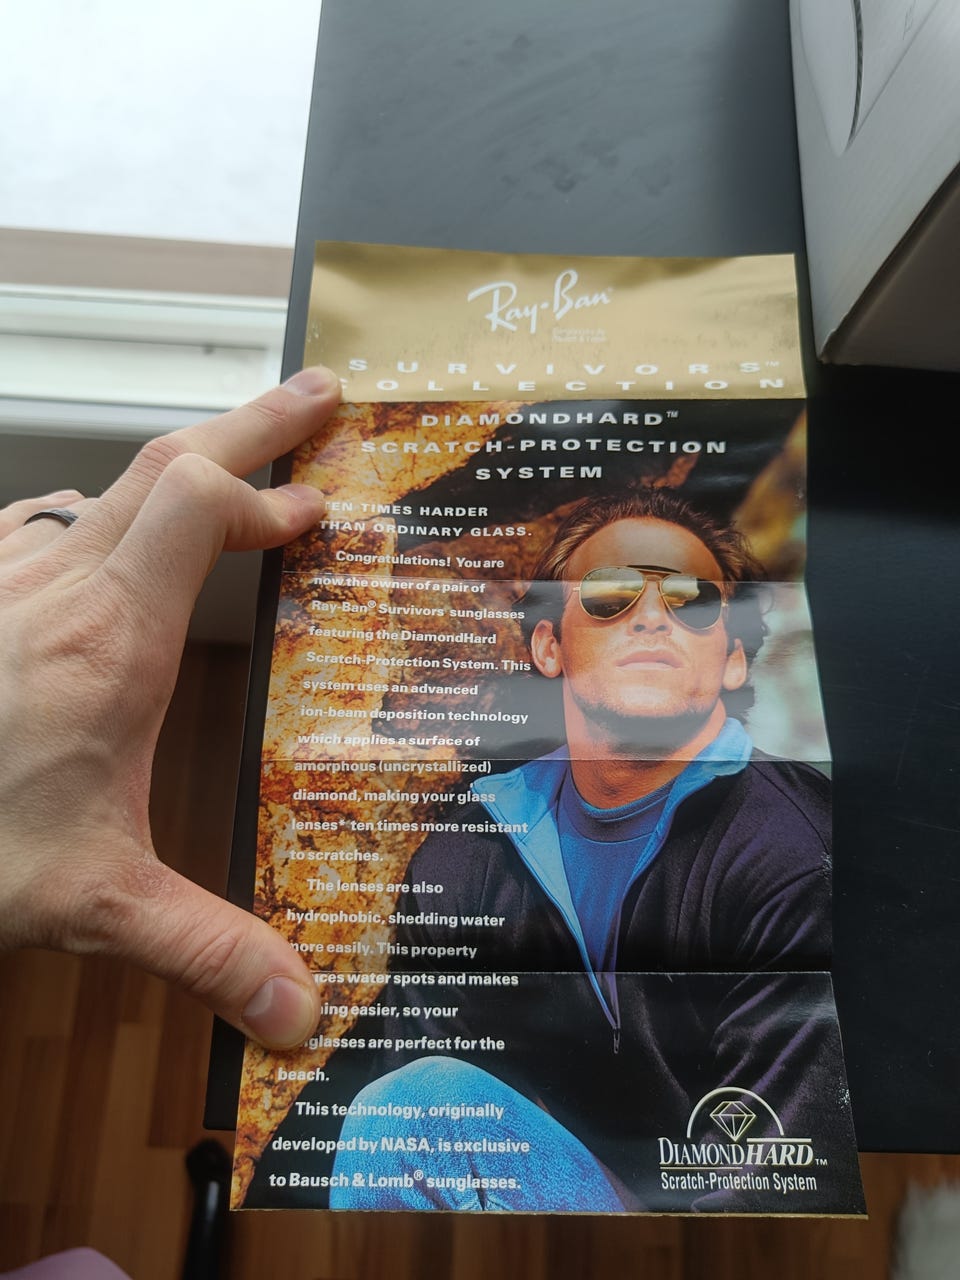 Ray-Ban®
SURVIVORS™
COLLECTION
DIAMONDHARD™
SCRATCH-PROTECTION
SYSTEM
TEN TIMES HARDER
THAN ORDINARY GLASS.
Congratulations! You are
now the owner of a pair of
Ray-Ban® Survivors sunglasses
featuring the DiamondHard
Scratch-Protection System. This
system uses an advanced
ion-beam deposition technology
which applies a surface of
amorphous (uncrystallized)
diamond, making your glass
lenses* ten times more resistant
to scratches.
The lenses are also
hydrophobic, shedding water
more easily. This property
ces water spots and makes
ing easier, so your
glasses are perfect for the
beach.
This technology, originally
developed by NASA, is exclusive
to Bausch & Lomb® sunglasses.
DIAMONDHARD™
Scratch-Protection System